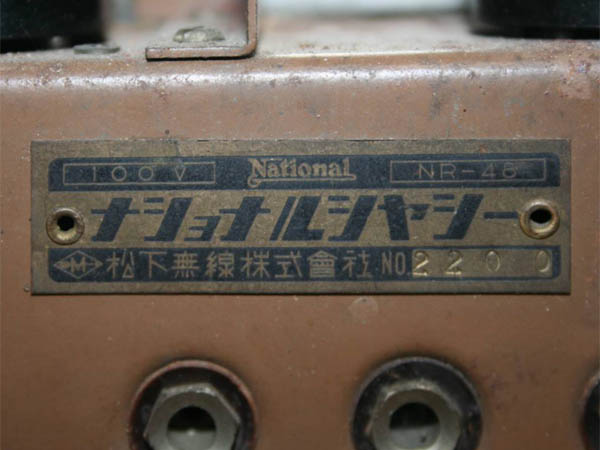 100V National NR-48
ナショナルシャシー
M 松下無線株式會社 NO. 2200